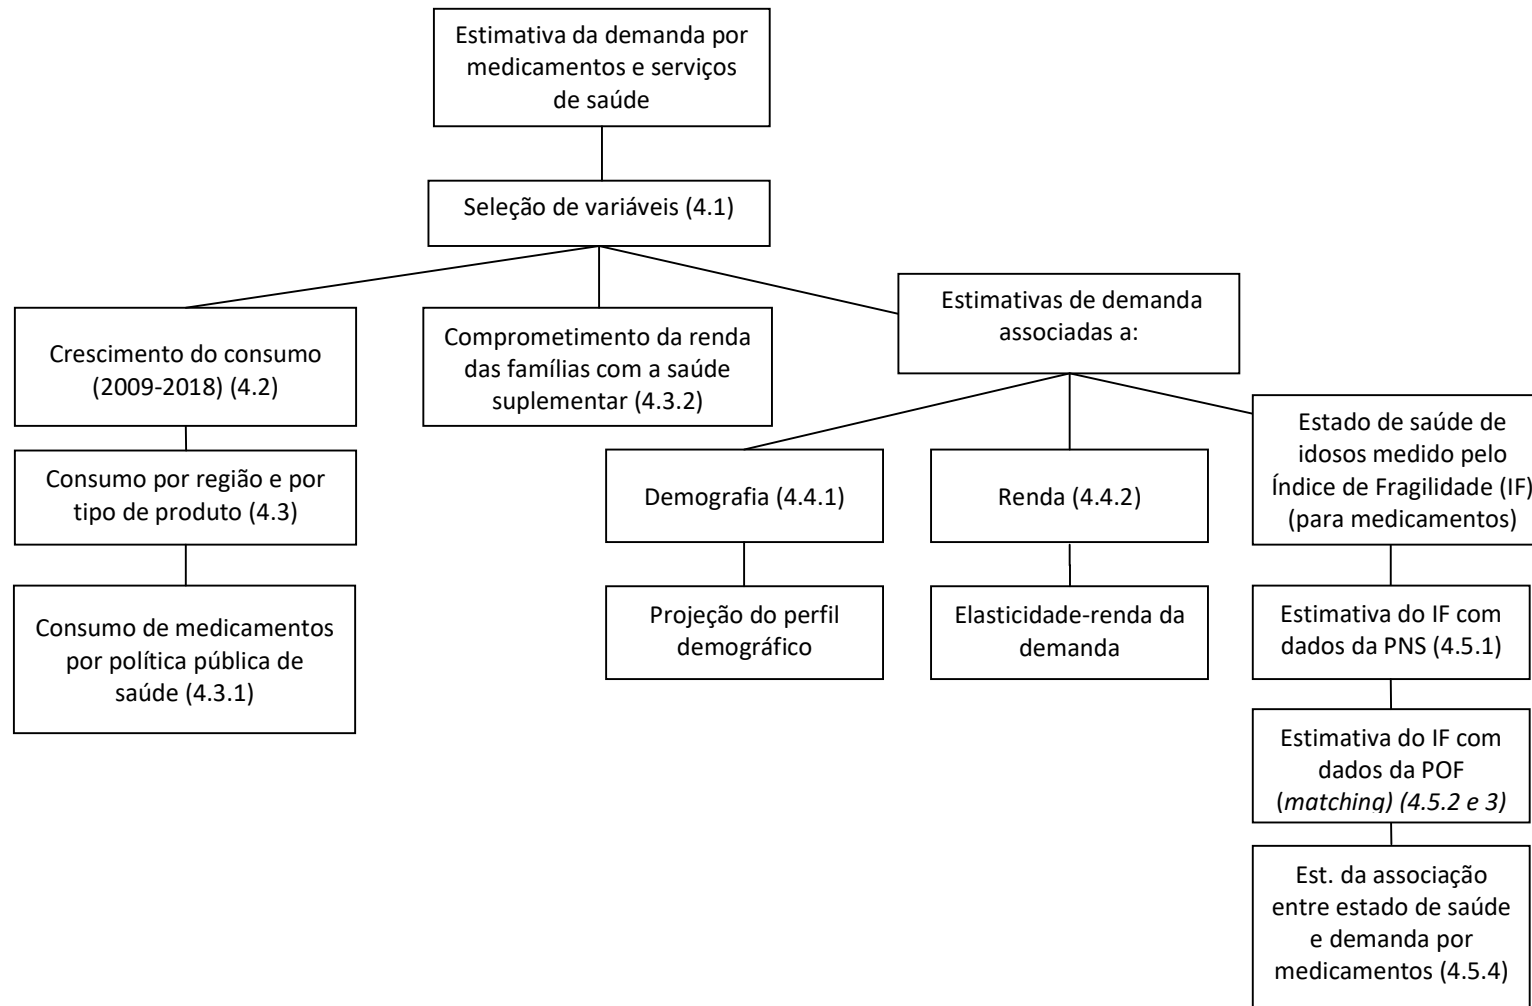 Estimativa da demanda por
medicamentos e serviços
de saúde
Seleção de variáveis (4.1)
Crescimento do consumo
(2009-2018) (4.2)
Consumo por região e por
tipo de produto (4.3)
Consumo de medicamentos
por política pública de
saúde (4.3.1)
Comprometimento da renda
das famílias com a saúde
suplementar (4.3.2)
Estimativas de demanda
associadas a:
Demografia (4.4.1)
Projeção do perfil
demográfico
Renda (4.4.2)
Elasticidade-renda da
demanda
Estado de saúde de
idosos medido pelo
Índice de Fragilidade (IF)
(para medicamentos)
Estimativa do IF com
dados da PNS (4.5.1)
Estimativa do IF com
dados da POF
(matching) (4.5.2 e 3)
Est. da associação
entre estado de saúde
e demanda por
medicamentos (4.5.4)